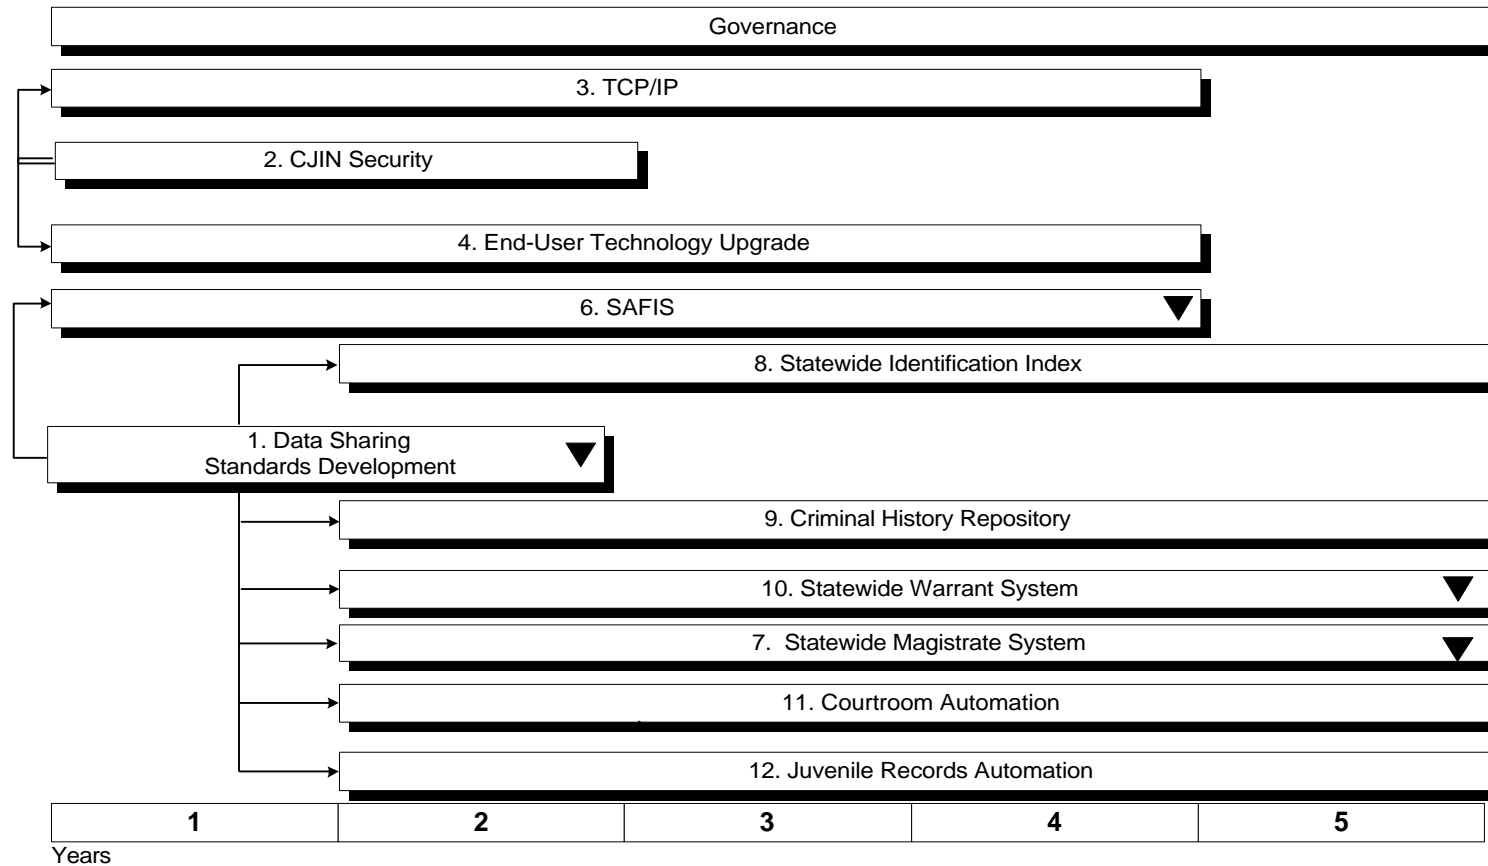 Governance
3. TCP/IP
2. CJIN Security
4. End-User Technology Upgrade
6. SAFIS
8. Statewide Identification Index
1. Data Sharing
Standards Development
9. Criminal History Repository
10. Statewide Warrant System
7. Statewide Magistrate System
11. Courtroom Automation
12. Juvenile Records Automation
1 2 3 4 5
Years